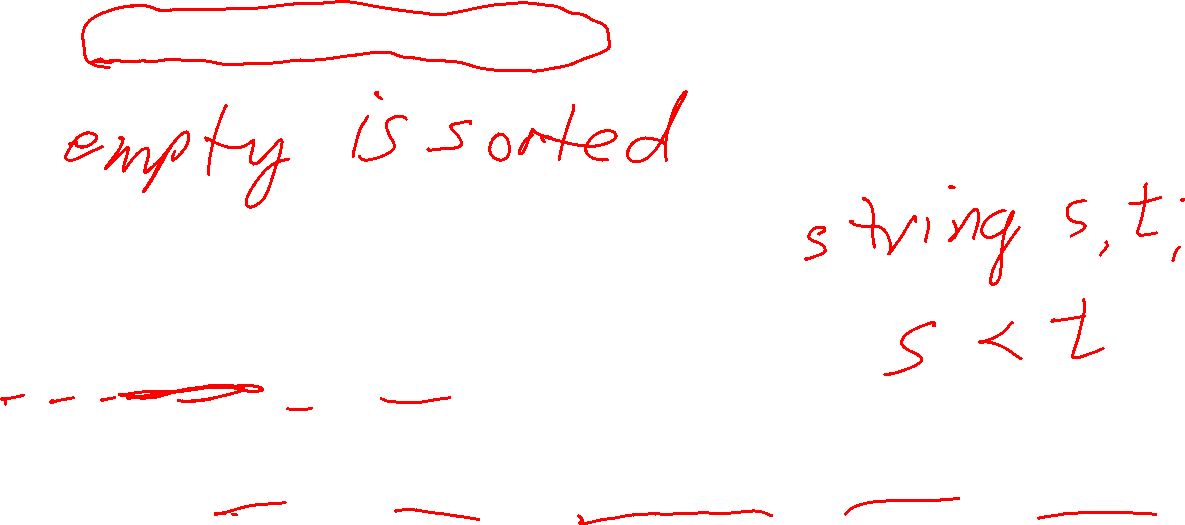 empty is sorted
string s, t;
s < t